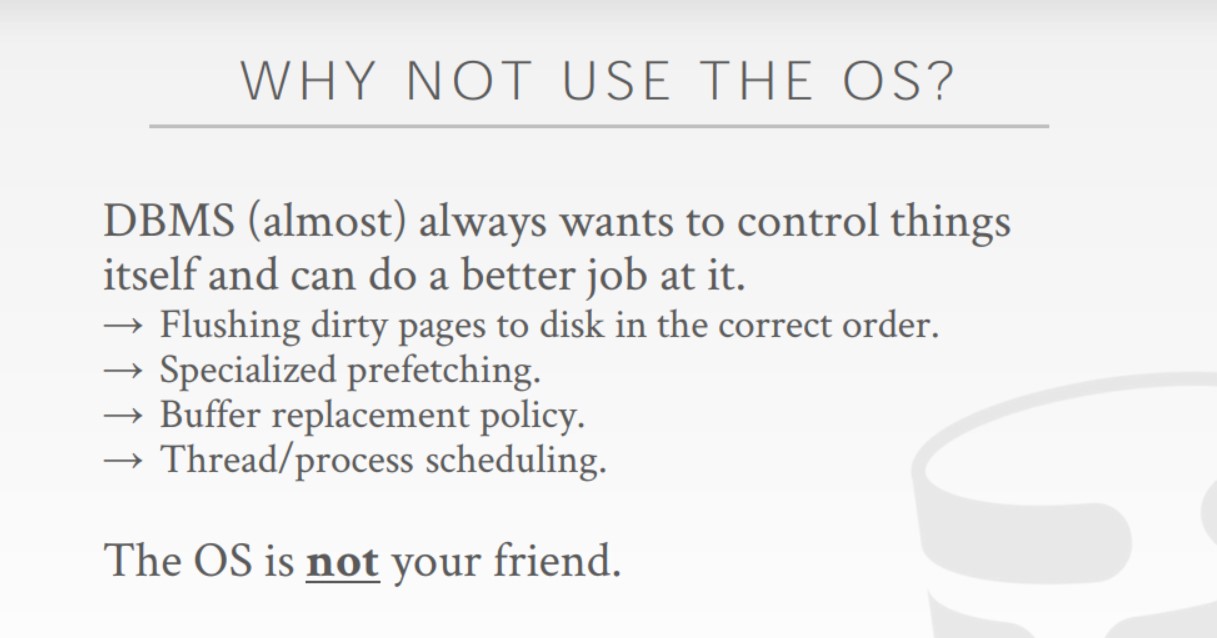 WHY NOT USE THE OS?
DBMS (almost) always wants to control things
itself and can do a better job at it.
→ Flushing dirty pages to disk in the correct order.
→ Specialized prefetching.
→ Buffer replacement policy.
→ Thread/process scheduling.
The OS is not your friend.